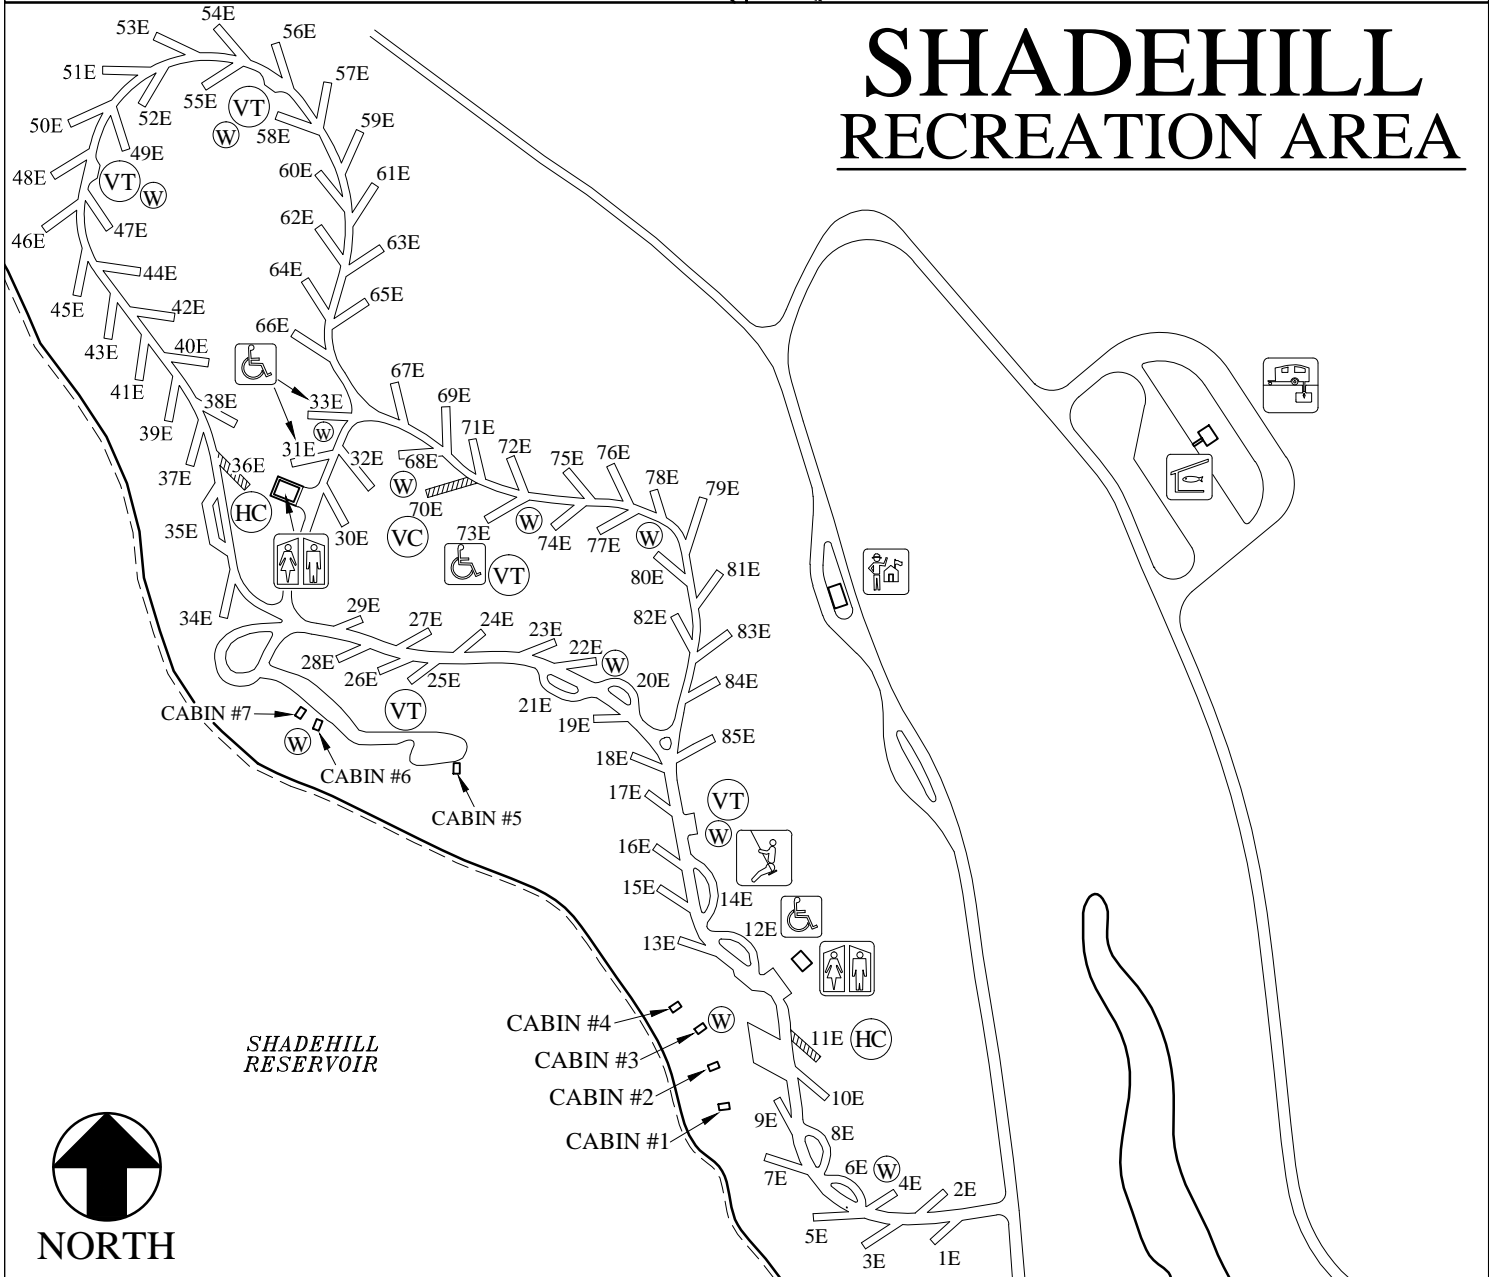 SHADEHILL
RECREATION AREA
54E
53E
56E
51E
57E
55E
VT
52E
50E
W
58E
59E
49E
48E
VT
W
60E
61E
62E
47E
46E
63E
44E
64E
45E
42E
65E
66E
43E
40E
41E
67E
38E
33E
69E
39E
W
71E
31E
72E
37E
36E
32E
68E
75E
76E
78E
W
79E
HC
70E
35E
30E
VC
73E
W
74E
77E
W
VT
80E
81E
34E
29E
27E
24E
23E
82E
83E
28E
26E
25E
22E
W
20E
84E
21E
VT
CABIN #7
19E
W
85E
18E
CABIN #6
17E
VT
CABIN #5
W
16E
15E
14E
12E
13E
CABIN #4
W
SHADEHILL
RESERVOIR
CABIN #3
11E
HC
CABIN #2
10E
9E
CABIN #1
8E
7E
6E
W
4E
2E
5E
3E
1E
NORTH